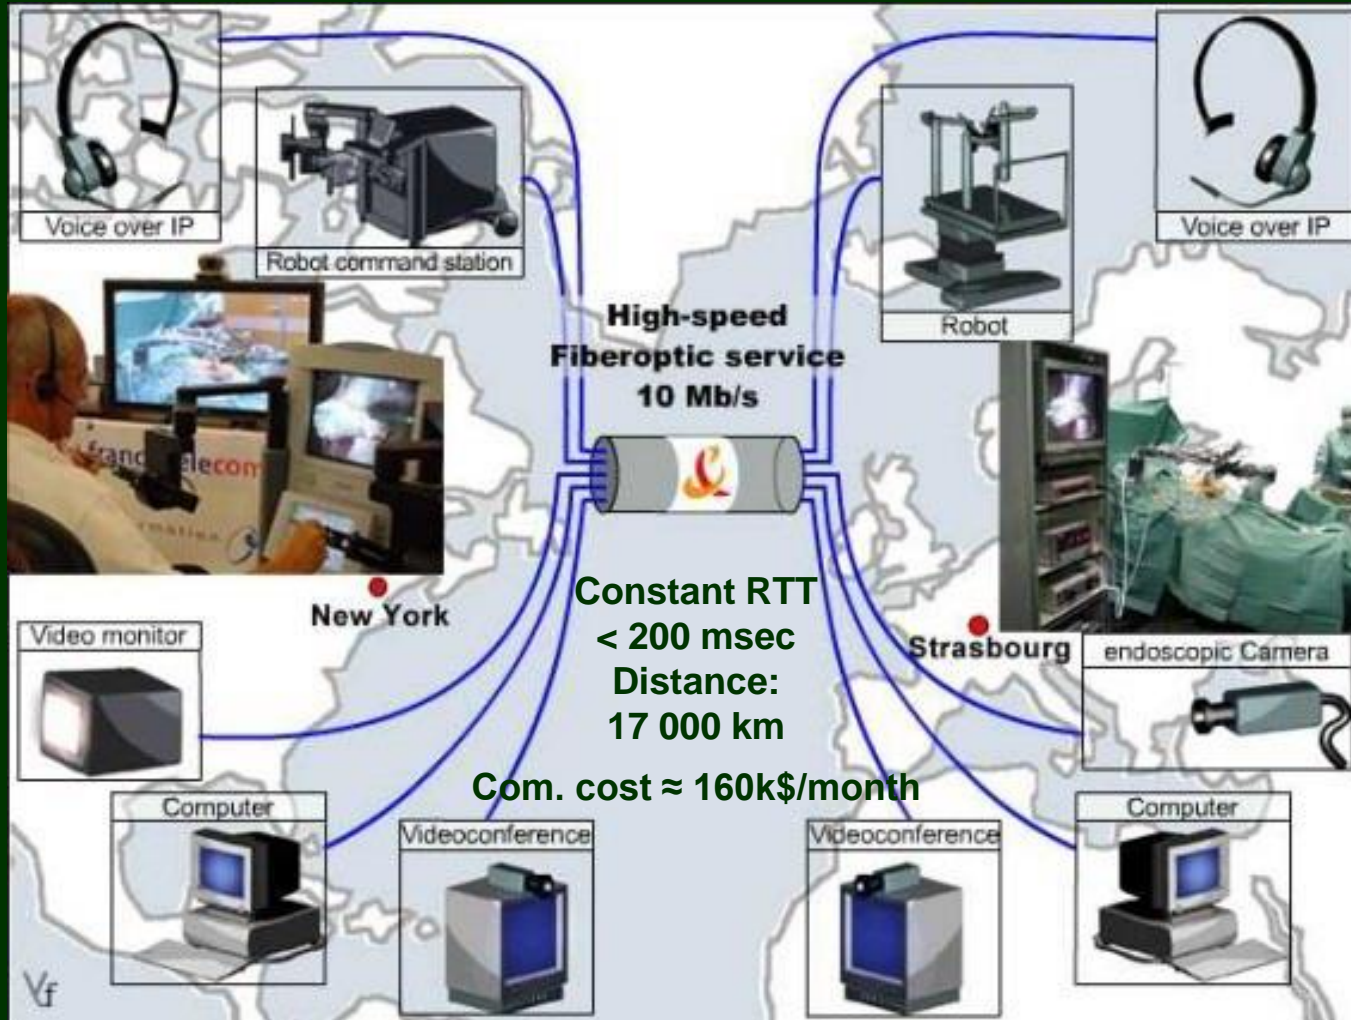 Voice over IP
Robot command station
Robot
Voice over IP
High-speed
Fiberoptic service
10 Mb/s
francetelecom
formation
New York
Constant RTT
< 200 msec
Distance:
17 000 km
Strasbourg
Video monitor
endoscopic Camera
Com. cost ≈ 160k$/month
Computer
Videoconference
Videoconference
Computer